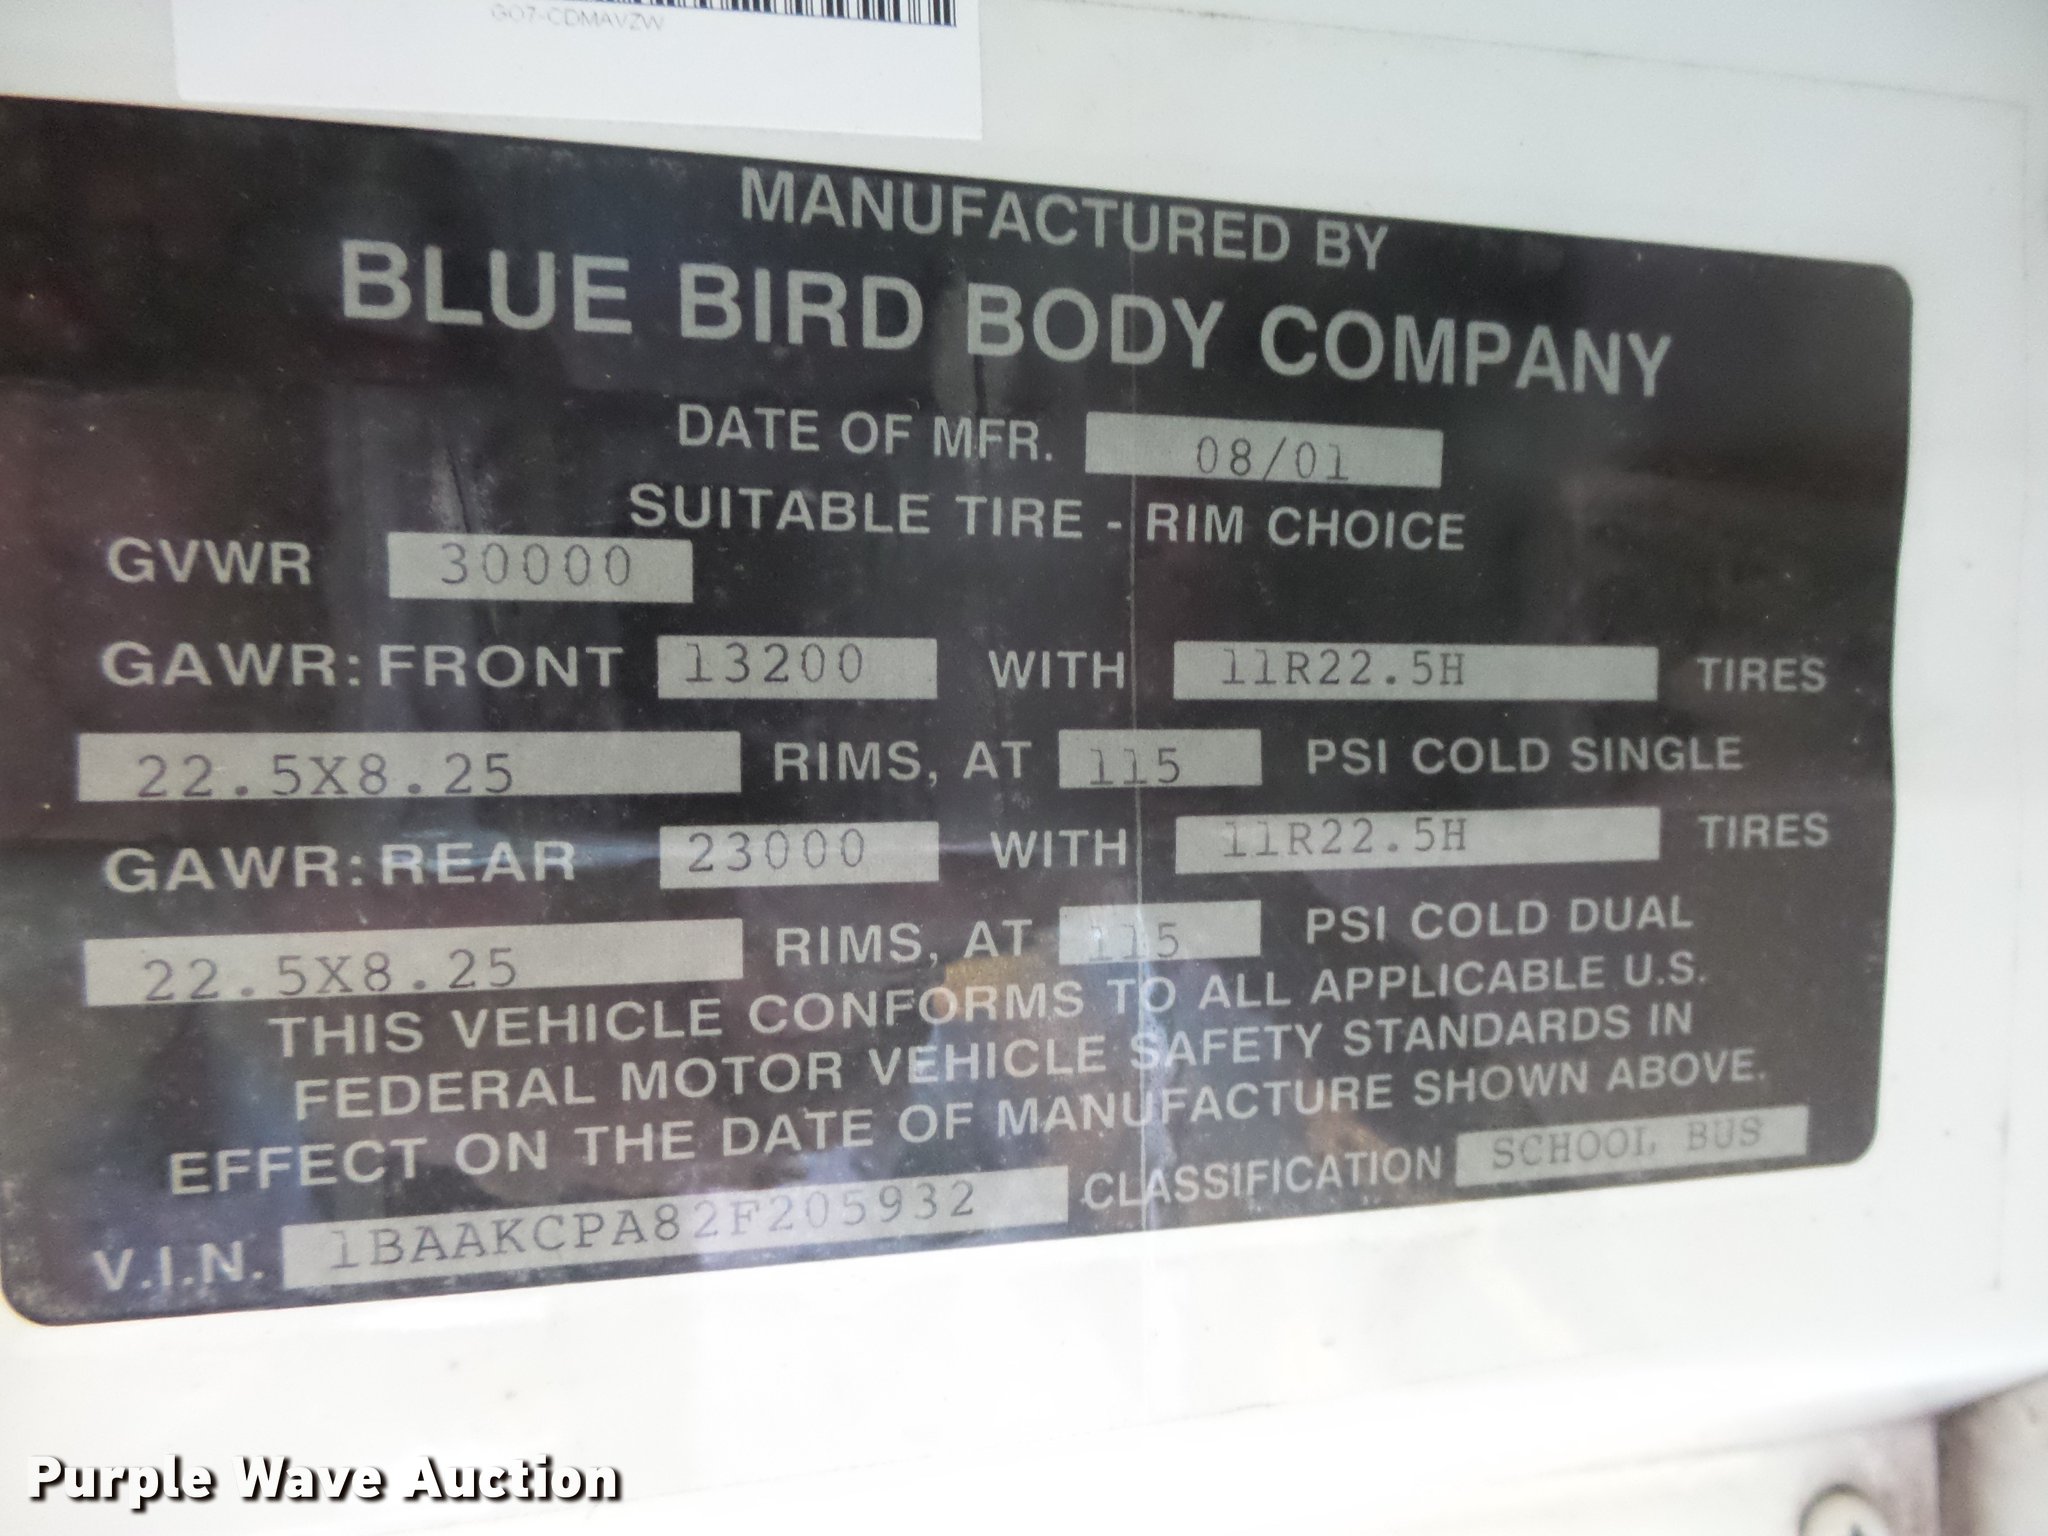 G07-CDMAVZW
MANUFACTURED BY
BLUE BIRD BODY COMPANY
DATE OF MFR. 08/01
SUITABLE TIRE - RIM CHOICE
GVWR 30000
GAWR: FRONT 13200 WITH 11R22.5H TIRES
22.5X8.25 RIMS, AT 115 PSI COLD SINGLE
GAWR: REAR 23000 WITH 11R22.5H TIRES
22.5X8.25 RIMS, AT 115 PSI COLD DUAL
THIS VEHICLE CONFORMS TO ALL APPLICABLE U.S.
FEDERAL MOTOR VEHICLE SAFETY STANDARDS IN
EFFECT ON THE DATE OF MANUFACTURE SHOWN ABOVE.
V.I.N. 1BAAKCPA82F205932 CLASSIFICATION SCHOOL BUS
Purple Wave Auction